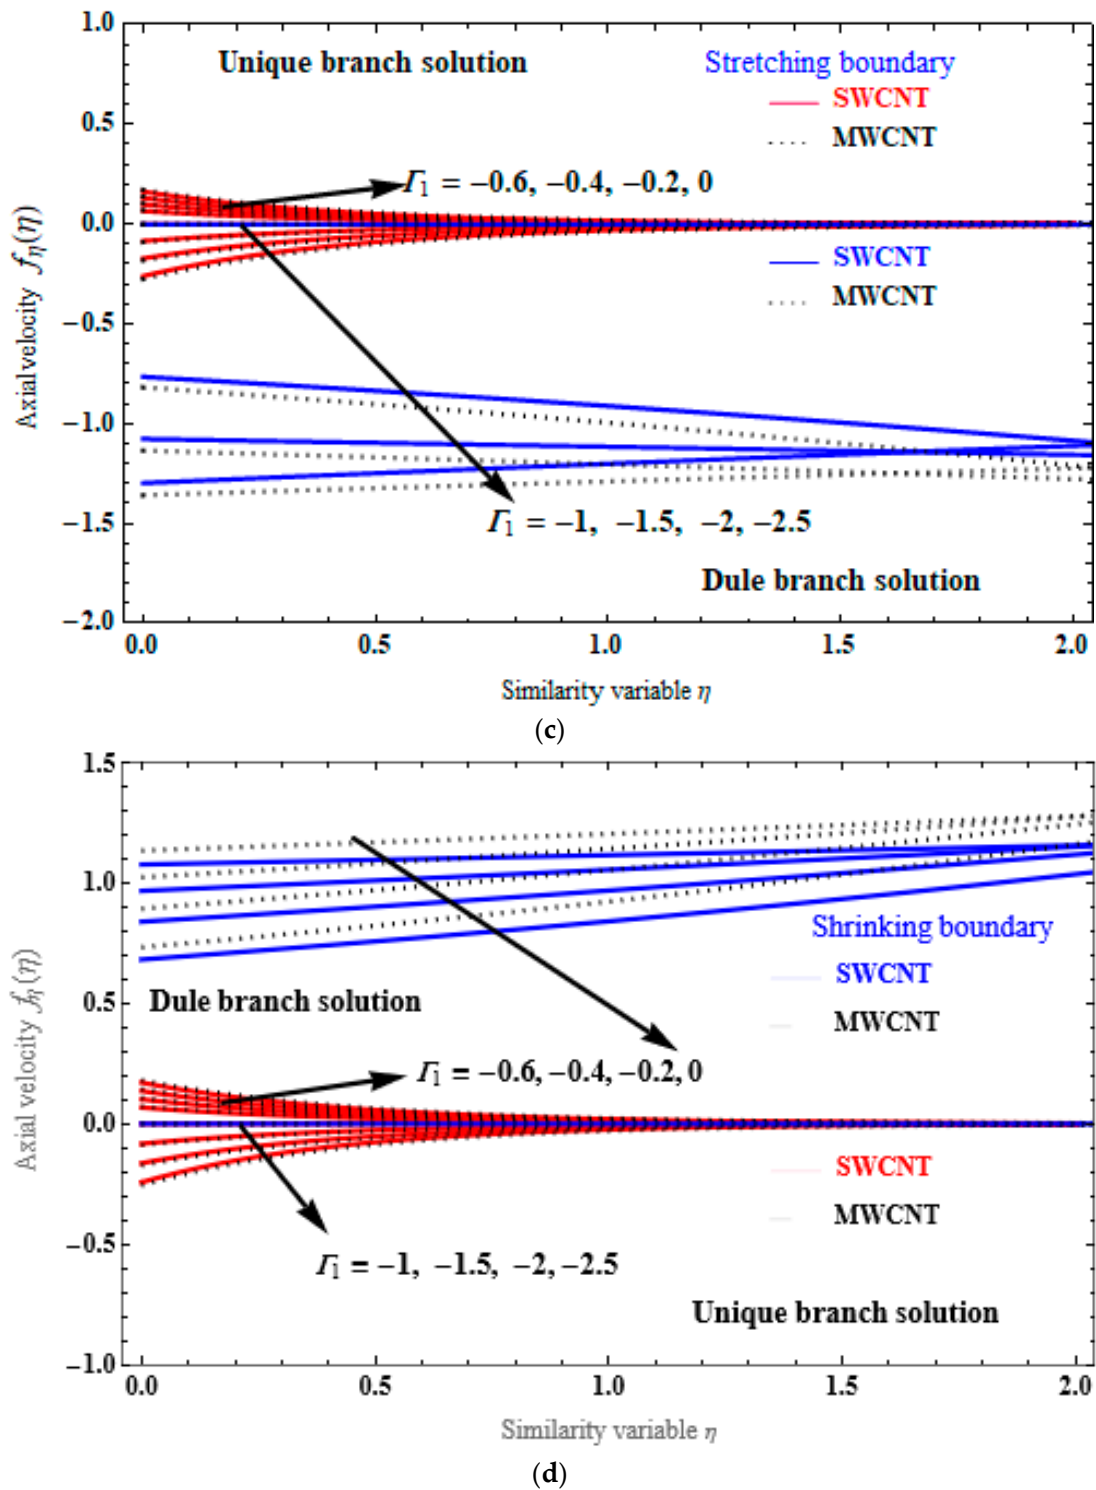 1.0
Unique branch solution
Stretching boundary
SWCNT
MWCNT
0.5
Γ1 = −0.6, −0.4, −0.2, 0
0.0
SWCNT
MWCNT
−0.5
Axial velocity fη(η)
−1.0
−1.5
Γ1 = −1, −1.5, −2, −2.5
Dule branch solution
−2.0
0.0 0.5 1.0 1.5 2.0
Similarity variable η
(c)
1.5
1.0
Shrinking boundary
SWCNT
MWCNT
Dule branch solution
0.5
Axial velocity fη(η)
Γ1 = −0.6, −0.4, −0.2, 0
0.0
SWCNT
MWCNT
−0.5
Γ1 = −1, −1.5, −2, −2.5
Unique branch solution
−1.0
0.0 0.5 1.0 1.5 2.0
Similarity variable η
(d)